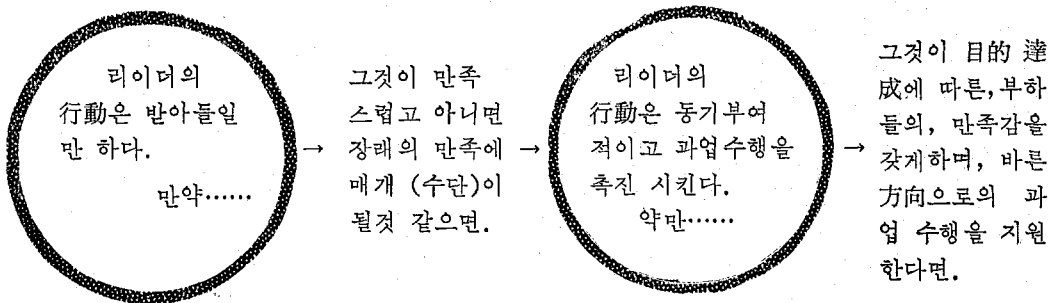 리이더의
行動은 받아들일
만 하다.
만약……
→
그것이 만족
스럽고 아니면
장래의 만족에
매개 (수단)이
될것 같으면.
→
리이더의
行動은 동기부여
적이고 과업수행을
촉진 시킨다.
약만……
→
그것이 目的 達
成에 따른, 부하
들의, 만족감을
갖게하며, 바른
方向으로의 과
업 수행을 지원
한다면.